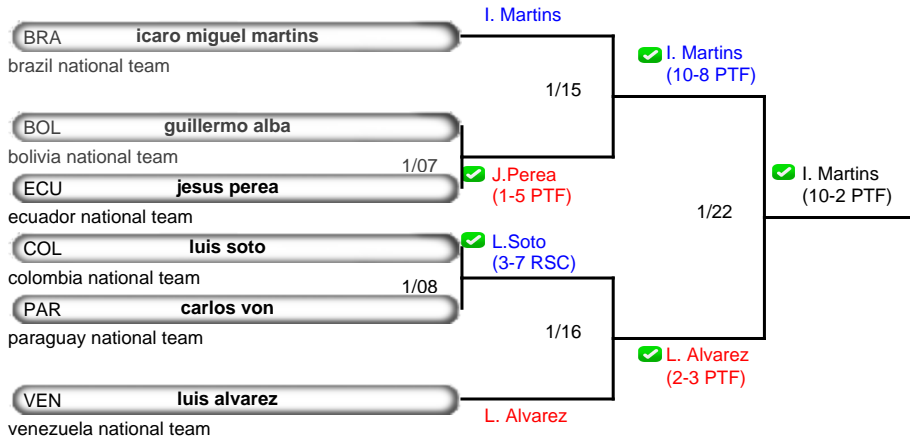 I. Martins
BRA icaro miguel martins
brazil national team
I. Martins
(10-8 PTF)
1/15
BOL guillermo alba
bolivia national team
1/07
J.Perea
(1-5 PTF)
ECU jesus perea
ecuador national team
I. Martins
(10-2 PTF)
1/22
COL luis soto
colombia national team
L.Soto
(3-7 RSC)
1/08
PAR carlos von
paraguay national team
1/16
L. Alvarez
(2-3 PTF)
VEN luis alvarez
venezuela national team
L. Alvarez